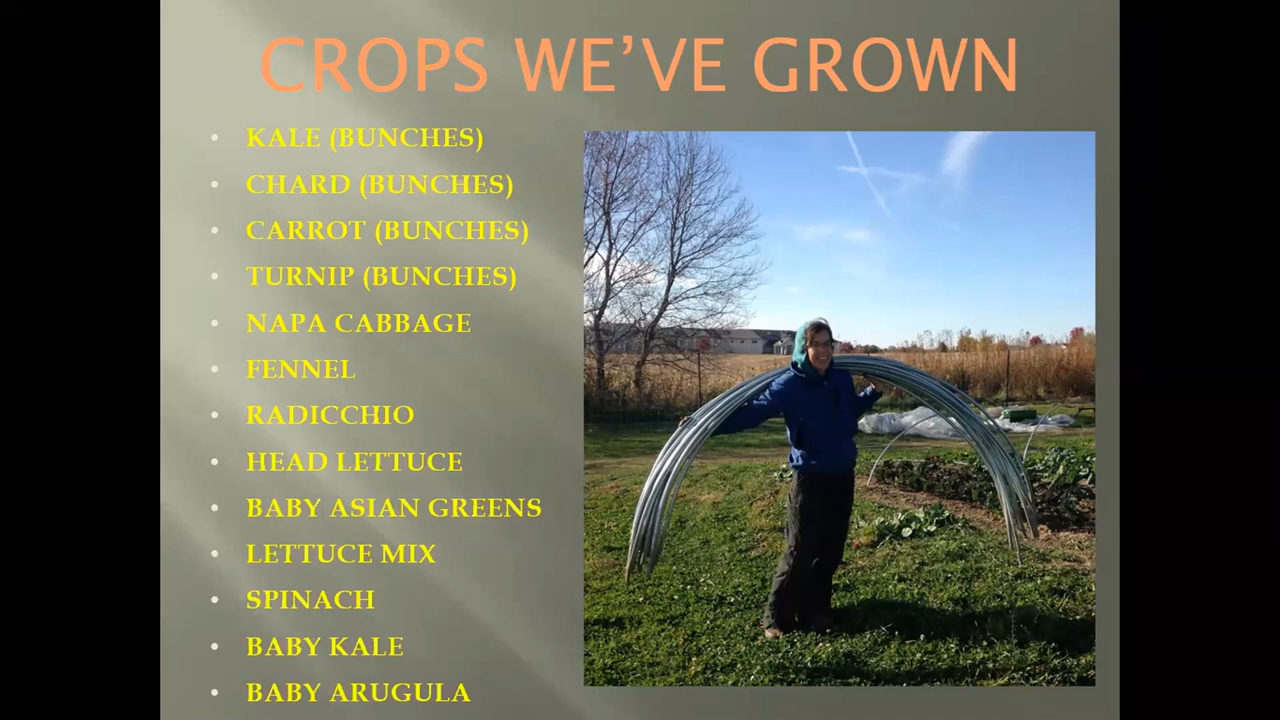 CROPS WE'VE GROWN
• KALE (BUNCHES)
• CHARD (BUNCHES)
• CARROT (BUNCHES)
• TURNIP (BUNCHES)
• NAPA CABBAGE
• FENNEL
• RADICCHIO
• HEAD LETTUCE
• BABY ASIAN GREENS
• LETTUCE MIX
• SPINACH
• BABY KALE
• BABY ARUGULA